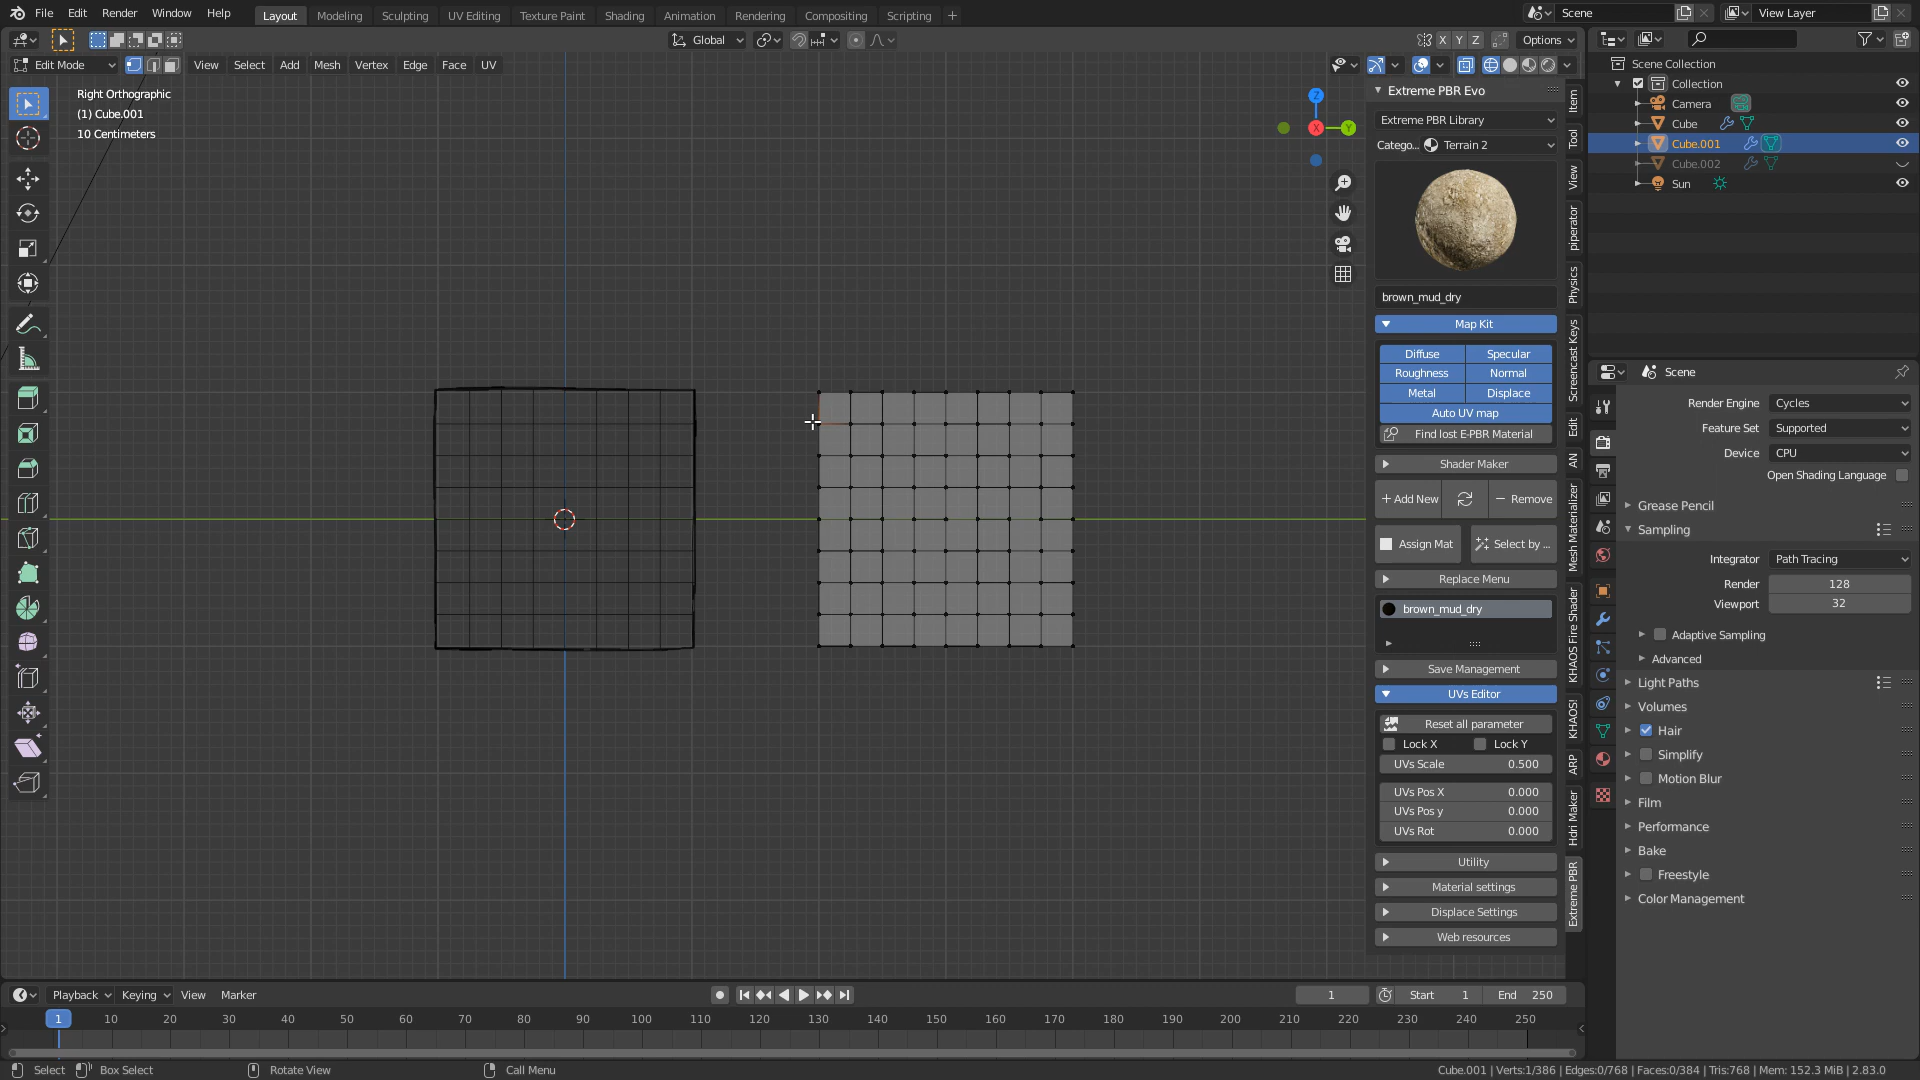 File Edit Render Window Help Layout Modeling Sculpting UV Editing Texture Paint Shading Animation Rendering Compositing Scripting + Scene View Layer
Global X Y Z Options
Edit Mode View Select Add Mesh Vertex Edge Face UV
Right Orthographic
(1) Cube.001
10 Centimeters
Z
X
Y
Extreme PBR Evo
Extreme PBR Library
Catego... Terrain 2
brown_mud_dry
Map Kit
Diffuse Specular
Roughness Normal
Metal Displace
Auto UV map
Find lost E-PBR Material
Shader Maker
+ Add New Remove
Assign Mat Select by ...
Replace Menu
brown_mud_dry
Save Management
UVs Editor
Reset all parameter
Lock X Lock Y
UVs Scale 0.500
UVs Pos X 0.000
UVs Pos y 0.000
UVs Rot 0.000
Utility
Material settings
Displace Settings
Web resources
Item
Tool
View
piperator
Physics
Screencast Keys
Edit
AN
Mesh Materializer
KHAOS Fire Shader
KHAOS!
ARP
Hdri Maker
Extreme PBR
Scene Collection
Collection
Camera
Cube
Cube.001
Cube.002
Sun
Scene
Render Engine Cycles
Feature Set Supported
Device CPU
Open Shading Language
Grease Pencil
Sampling
Integrator Path Tracing
Render 128
Viewport 32
Adaptive Sampling
Advanced
Light Paths
Volumes
Hair
Simplify
Motion Blur
Film
Performance
Bake
Freestyle
Color Management
Playback Keying View Marker 1 Start 1 End 250
1 10 20 30 40 50 60 70 80 90 100 110 120 130 140 150 160 170 180 190 200 210 220 230 240 250
Select Box Select Rotate View Call Menu Cube.001 | Verts:1/386 | Edges:0/768 | Faces:0/384 | Tris:768 | Mem: 152.3 MiB | 2.83.0